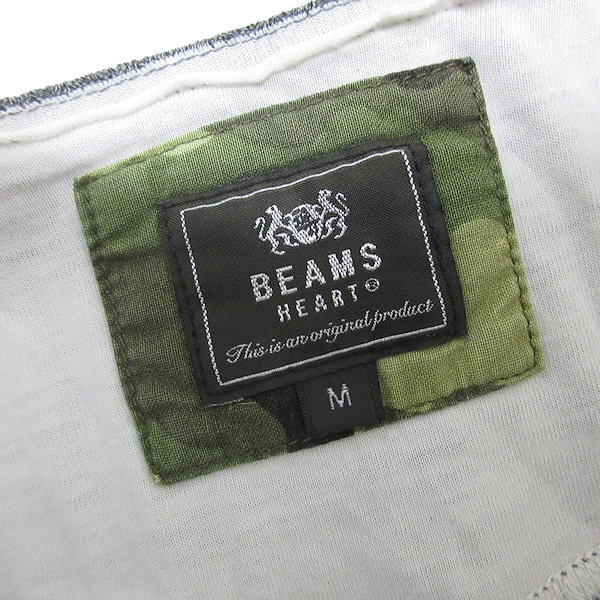 BEAMS
HEART®
This is an original product
M